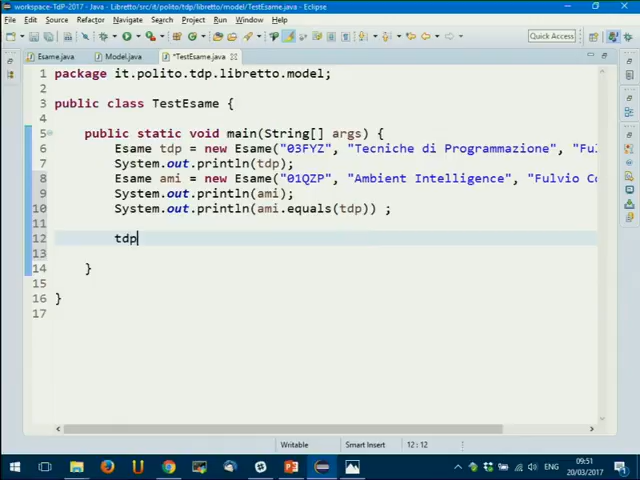 workspace-TdP-2017 - Java - Libretto/src/it/polito/tdp/libretto/model/TestEsame.java - Eclipse
File Edit Source Refactor Navigate Search Project Run Window Help
Quick Access
Esame.java Model.java *TestEsame.java
1 package it.polito.tdp.libretto.model;
2
3 public class TestEsame {
4
5 public static void main(String[] args) {
6 Esame tdp = new Esame("03FYZ", "Tecniche di Programmazione", "Ful
7 System.out.println(tdp);
8 Esame ami = new Esame("01QZP", "Ambient Intelligence", "Fulvio Co
9 System.out.println(ami);
10 System.out.println(ami.equals(tdp)) ;
11
12 tdp
13
14 }
15
16 }
17
Writable Smart Insert 12:12
ENG 09:51
20/03/2017